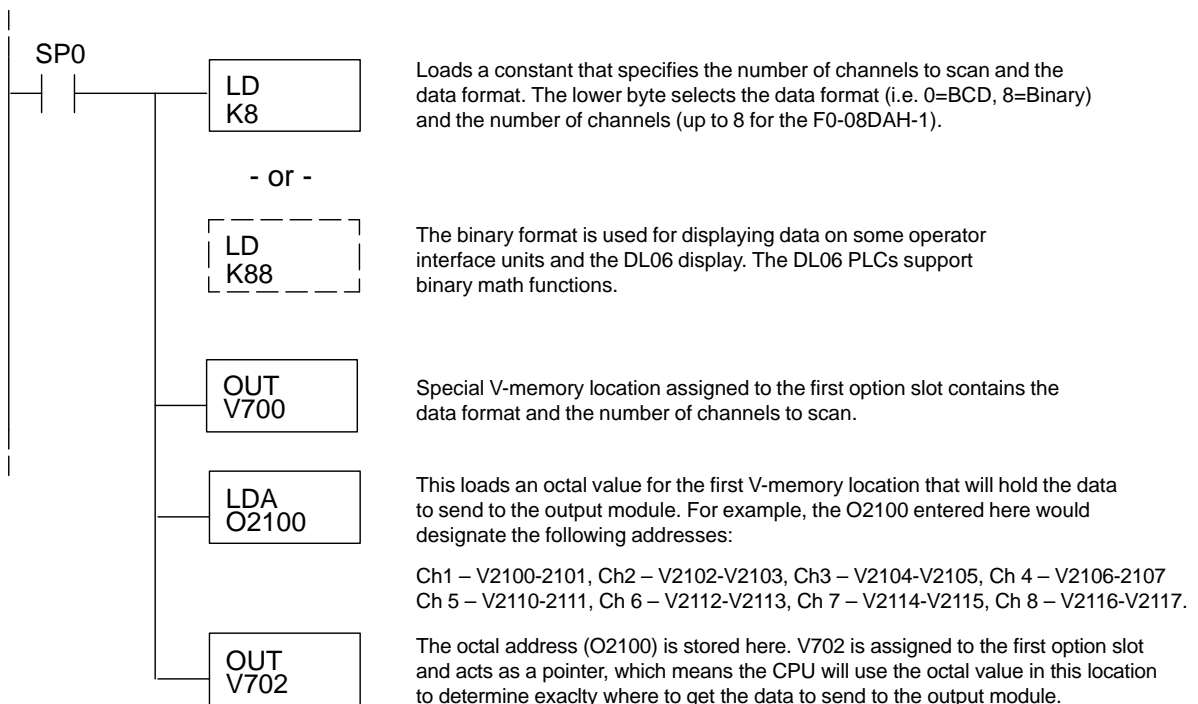 SP0
LD
K8
Loads a constant that specifies the number of channels to scan and the
data format. The lower byte selects the data format (i.e. 0=BCD, 8=Binary)
and the number of channels (up to 8 for the F0-08DAH-1).
- or -
LD
K88
The binary format is used for displaying data on some operator
interface units and the DL06 display. The DL06 PLCs support
binary math functions.
OUT
V700
Special V-memory location assigned to the first option slot contains the
data format and the number of channels to scan.
LDA
O2100
This loads an octal value for the first V-memory location that will hold the data
to send to the output module. For example, the O2100 entered here would
designate the following addresses:
Ch1 – V2100-2101, Ch2 – V2102-V2103, Ch3 – V2104-V2105, Ch 4 – V2106-2107
Ch 5 – V2110-2111, Ch 6 – V2112-V2113, Ch 7 – V2114-V2115, Ch 8 – V2116-V2117.
OUT
V702
The octal address (O2100) is stored here. V702 is assigned to the first option slot
and acts as a pointer, which means the CPU will use the octal value in this location
to determine exaclty where to get the data to send to the output module.